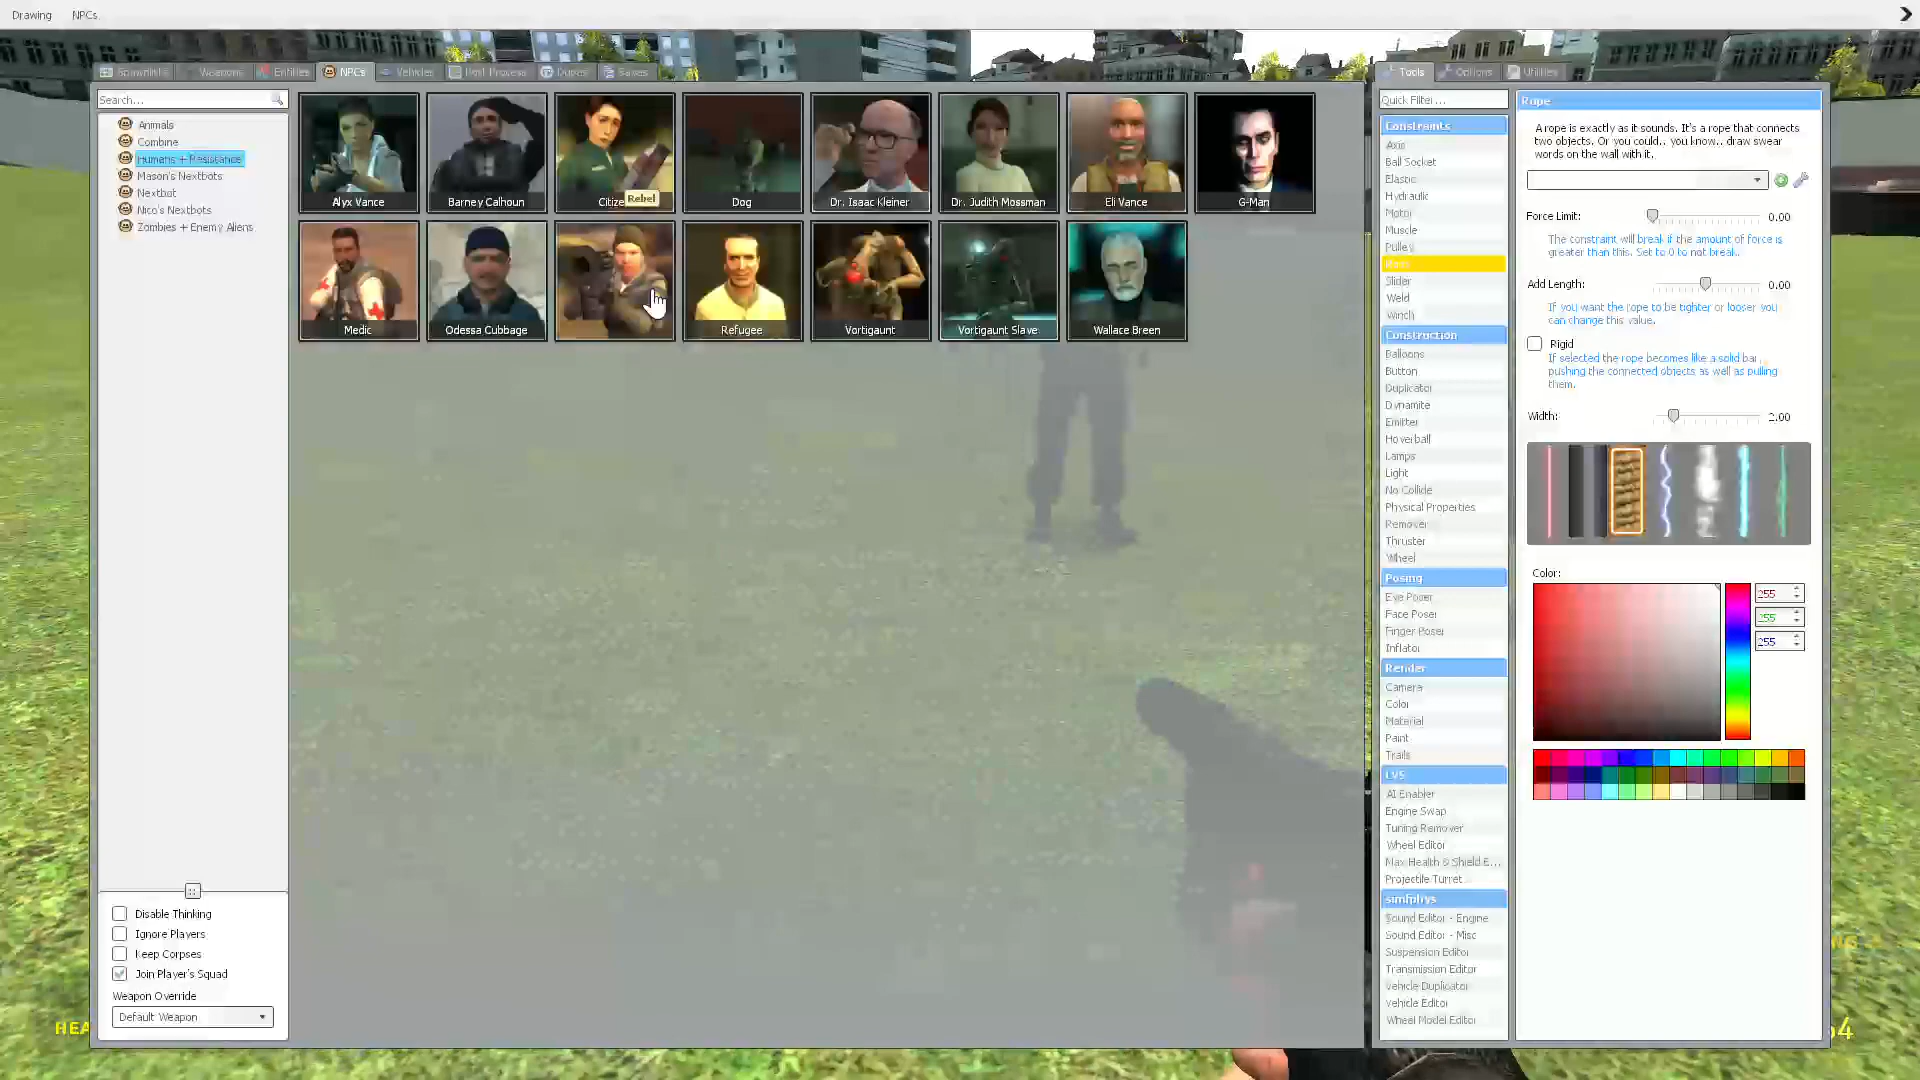 Drawing NPCs
Spawnlists Weapons Entities NPCs Vehicles Post Process Dupes Saves
Tools Options Utilities
Search...
Animals
Combine
Humans + Resistance
Mason's Nextbots
Nextbot
Nico's Nextbots
Zombies + Enemy Aliens
Alyx Vance
Barney Calhoun
Citize
Rebel
Dog
Dr. Isaac Kleiner
Dr. Judith Mossman
Eli Vance
G-Man
Medic
Odessa Cubbage
Refugee
Vortigaunt
Vortigaunt Slave
Wallace Breen
Disable Thinking
Ignore Players
Keep Corpses
Join Player's Squad
Weapon Override
Default Weapon
HEA
Quick Filter...
Constraints
Axis
Ball Socket
Elastic
Hydraulic
Motor
Muscle
Pulley
Rope
Slider
Weld
Winch
Construction
Balloons
Button
Duplicator
Dynamite
Emitter
Hoverball
Lamps
Light
No Collide
Physical Properties
Remover
Thruster
Wheel
Posing
Eye Poser
Face Poser
Finger Poser
Inflator
Render
Camera
Color
Material
Paint
Trails
LVS
AI Enabler
Engine Swap
Tuning Remover
Wheel Editor
Max Health & Shield E...
Projectile Turret
simfphys
Sound Editor - Engine
Sound Editor - Misc
Suspension Editor
Transmission Editor
Vehicle Duplicator
Vehicle Editor
Wheel Model Editor
Rope
A rope is exactly as it sounds. It's a rope that connects
two objects. Or you could.. you know.. draw swear
words on the wall with it.
Force Limit: 0.00
The constraint will break if the amount of force is
greater than this. Set to 0 to not break.
Add Length: 0.00
If you want the rope to be tighter or looser you
can change this value.
Rigid
If selected the rope becomes like a solid bar,
pushing the connected objects as well as pulling
them.
Width: 2.00
Color:
255
255
255
64